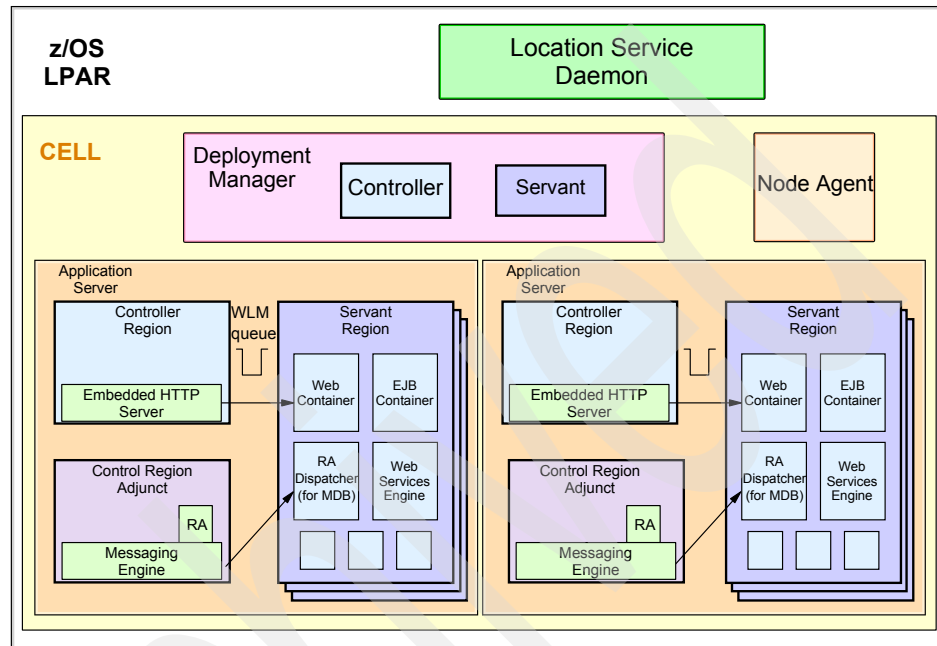 z/OS
LPAR
Location Service
Daemon
CELL
Deployment
Manager
Controller
Servant
Node Agent
Application
Server
Controller
Region
WLM
queue
Servant
Region
Embedded HTTP
Server
Web
Container
EJB
Container
Control Region
Adjunct
RA
Messaging
Engine
RA
Dispatcher
(for MDB)
Web
Services
Engine
Application
Server
Controller
Region
Servant
Region
Embedded HTTP
Server
Web
Container
EJB
Container
Control Region
Adjunct
RA
Messaging
Engine
RA
Dispatcher
(for MDB)
Web
Services
Engine